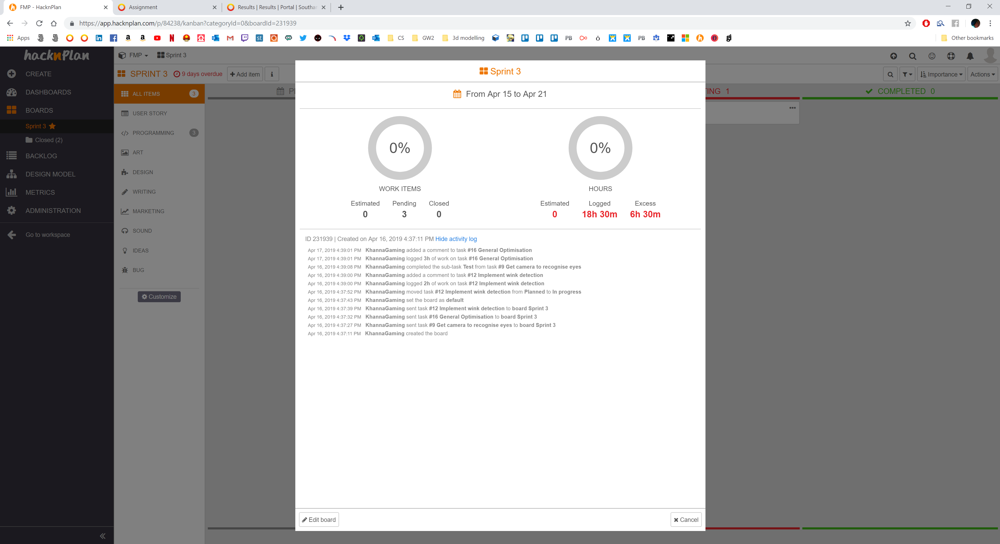 FMP - HacknPlan
Assignment
Results | Results | Portal | Southam
https://app.hacknplan.com/p/84238/kanban?categoryId=0&boardId=231939
Apps
CS
GW2
3d modelling
PB
PB
Other bookmarks
hacknPlan
FMP
Sprint 3
CREATE
DASHBOARDS
BOARDS
Sprint 3
Closed (2)
BACKLOG
DESIGN MODEL
METRICS
ADMINISTRATION
Go to workspace
SPRINT 3
9 days overdue
Add item
Importance
Actions
ALL ITEMS 3
USER STORY
PROGRAMMING 3
ART
DESIGN
WRITING
MARKETING
SOUND
IDEAS
BUG
Customize
TING 1
COMPLETED 0
Sprint 3
From Apr 15 to Apr 21
0%
0%
WORK ITEMS
HOURS
Estimated Pending Closed
0 3 0
Estimated Logged Excess
0 18h 30m 6h 30m
ID 231939 | Created on Apr 16, 2019 4:37:11 PM Hide activity log
Apr 17, 2019 4:39:01 PM KhannaGaming added a comment to task #16 General Optimisation
Apr 17, 2019 4:39:01 PM KhannaGaming logged 3h of work on task #16 General Optimisation
Apr 16, 2019 4:39:08 PM KhannaGaming completed the sub-task Test from task #9 Get camera to recognise eyes
Apr 16, 2019 4:39:00 PM KhannaGaming added a comment to task #12 Implement wink detection
Apr 16, 2019 4:39:00 PM KhannaGaming logged 2h of work on task #12 Implement wink detection
Apr 16, 2019 4:37:52 PM KhannaGaming moved task #12 Implement wink detection from Planned to In progress
Apr 16, 2019 4:37:43 PM KhannaGaming set the board as default
Apr 16, 2019 4:37:39 PM KhannaGaming sent task #12 Implement wink detection to board Sprint 3
Apr 16, 2019 4:37:32 PM KhannaGaming sent task #16 General Optimisation to board Sprint 3
Apr 16, 2019 4:37:27 PM KhannaGaming sent task #9 Get camera to recognise eyes to board Sprint 3
Apr 16, 2019 4:37:11 PM KhannaGaming created the board
Edit board
Cancel